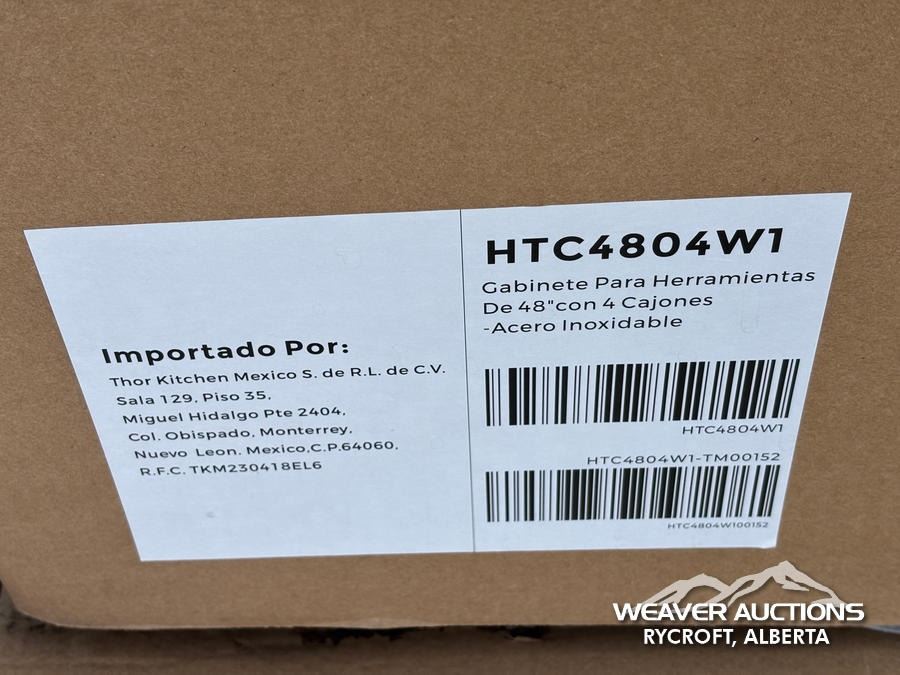 Importado Por:
Thor Kitchen Mexico S. de R.L. de C.V.
Sala 129, Piso 35,
Miguel Hidalgo Pte 2404,
Col. Obispado, Monterrey,
Nuevo Leon. Mexico,C.P.64060,
R.F.C. TKM230418EL6
HTC4804W1
Gabinete Para Herramientas
De 48"con 4 Cajones
-Acero Inoxidable
HTC4804W1
HTC4804W1-TM00152
HTC4804W100152
WEAVER AUCTIONS
RYCROFT, ALBERTA